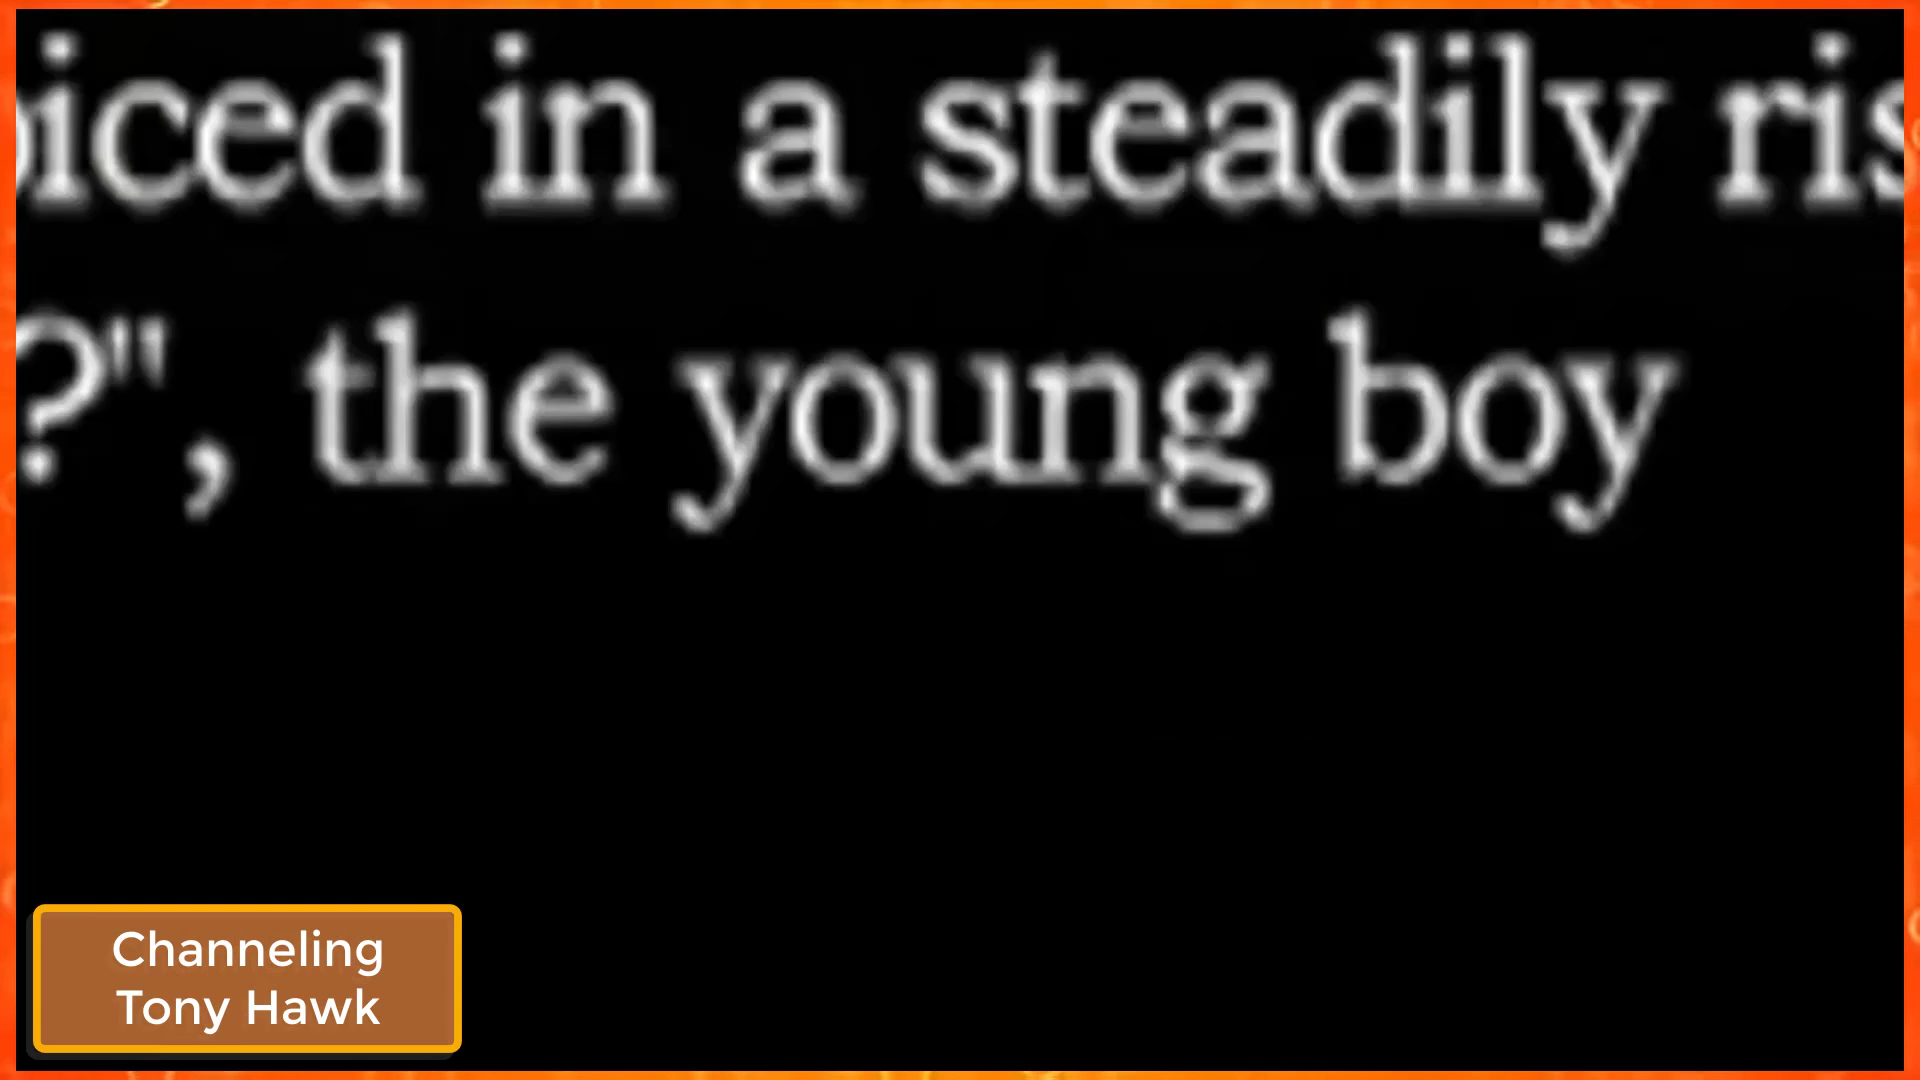 iced in a steadily ris
?", the young boy
Channeling
Tony Hawk